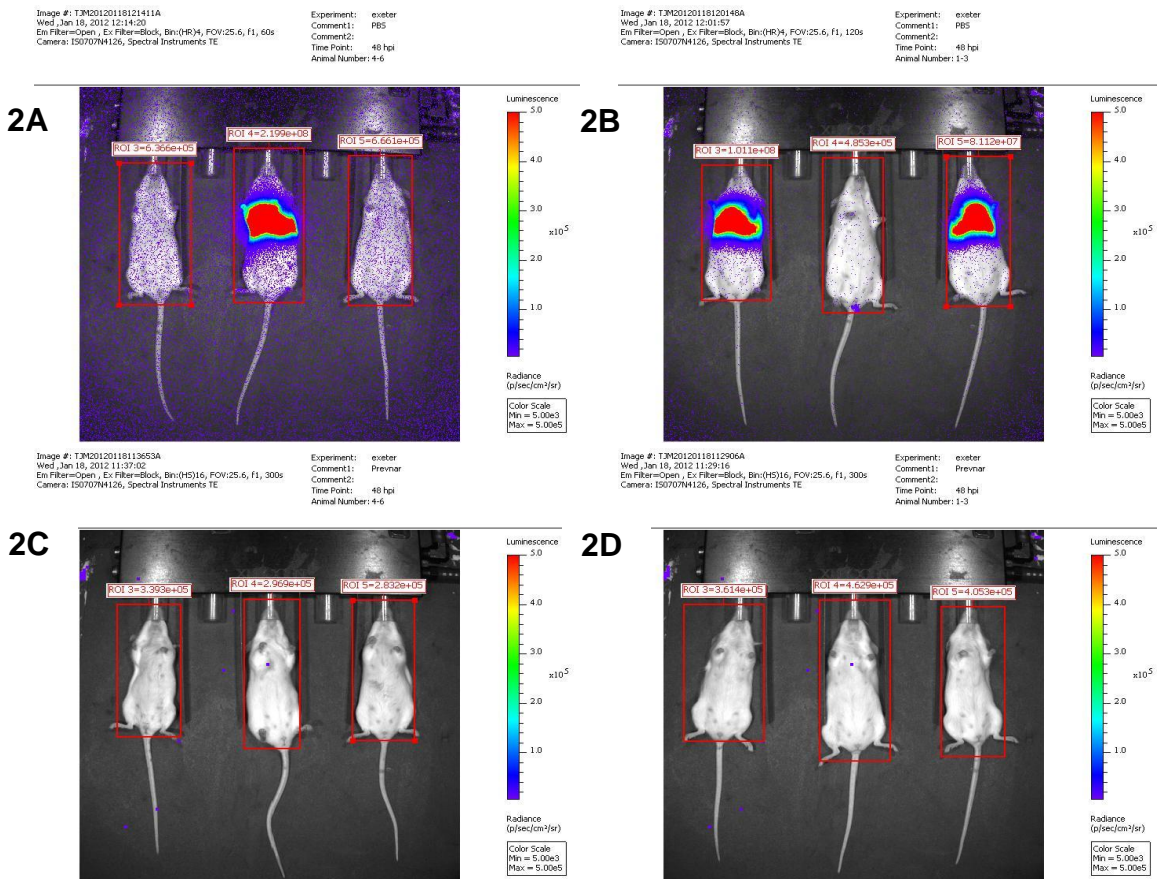 Image #: TJM20120118121411A
Wed ,Jan 18, 2012 12:14:20
Em Filter=Open , Ex Filter=Block, Bin:(HR)4, FOV:25.6, f1, 60s
Camera: IS0707N4126, Spectral Instruments TE
Experiment: exeter
Comment1: PBS
Comment2:
Time Point: 48 hpi
Animal Number: 4-6
2A
ROI 3=6.366e+05
ROI 4=2.199e+08
ROI 5=6.661e+05
Luminescence
5.0
4.0
3.0
x10^5
2.0
1.0
Radiance
(p/sec/cm²/sr)
Color Scale
Min = 5.00e3
Max = 5.00e5
Image #: TJM20120118120148A
Wed ,Jan 18, 2012 12:01:57
Em Filter=Open , Ex Filter=Block, Bin:(HR)4, FOV:25.6, f1, 120s
Camera: IS0707N4126, Spectral Instruments TE
Experiment: exeter
Comment1: PBS
Comment2:
Time Point: 48 hpi
Animal Number: 1-3
2B
ROI 3=1.011e+08
ROI 4=4.853e+05
ROI 5=8.112e+07
Luminescence
5.0
4.0
3.0
x10^5
2.0
1.0
Radiance
(p/sec/cm²/sr)
Color Scale
Min = 5.00e3
Max = 5.00e5
Image #: TJM20120118113653A
Wed ,Jan 18, 2012 11:37:02
Em Filter=Open , Ex Filter=Block, Bin:(HS)16, FOV:25.6, f1, 300s
Camera: IS0707N4126, Spectral Instruments TE
Experiment: exeter
Comment1: Prevnar
Comment2:
Time Point: 48 hpi
Animal Number: 4-6
2C
ROI 3=3.393e+05
ROI 4=2.969e+05
ROI 5=2.832e+05
Luminescence
5.0
4.0
3.0
x10^5
2.0
1.0
Radiance
(p/sec/cm²/sr)
Color Scale
Min = 5.00e3
Max = 5.00e5
Image #: TJM20120118112906A
Wed ,Jan 18, 2012 11:29:16
Em Filter=Open , Ex Filter=Block, Bin:(HS)16, FOV:25.6, f1, 300s
Camera: IS0707N4126, Spectral Instruments TE
Experiment: exeter
Comment1: Prevnar
Comment2:
Time Point: 48 hpi
Animal Number: 1-3
2D
ROI 3=3.614e+05
ROI 4=4.629e+05
ROI 5=4.053e+05
Luminescence
5.0
4.0
3.0
x10^5
2.0
1.0
Radiance
(p/sec/cm²/sr)
Color Scale
Min = 5.00e3
Max = 5.00e5